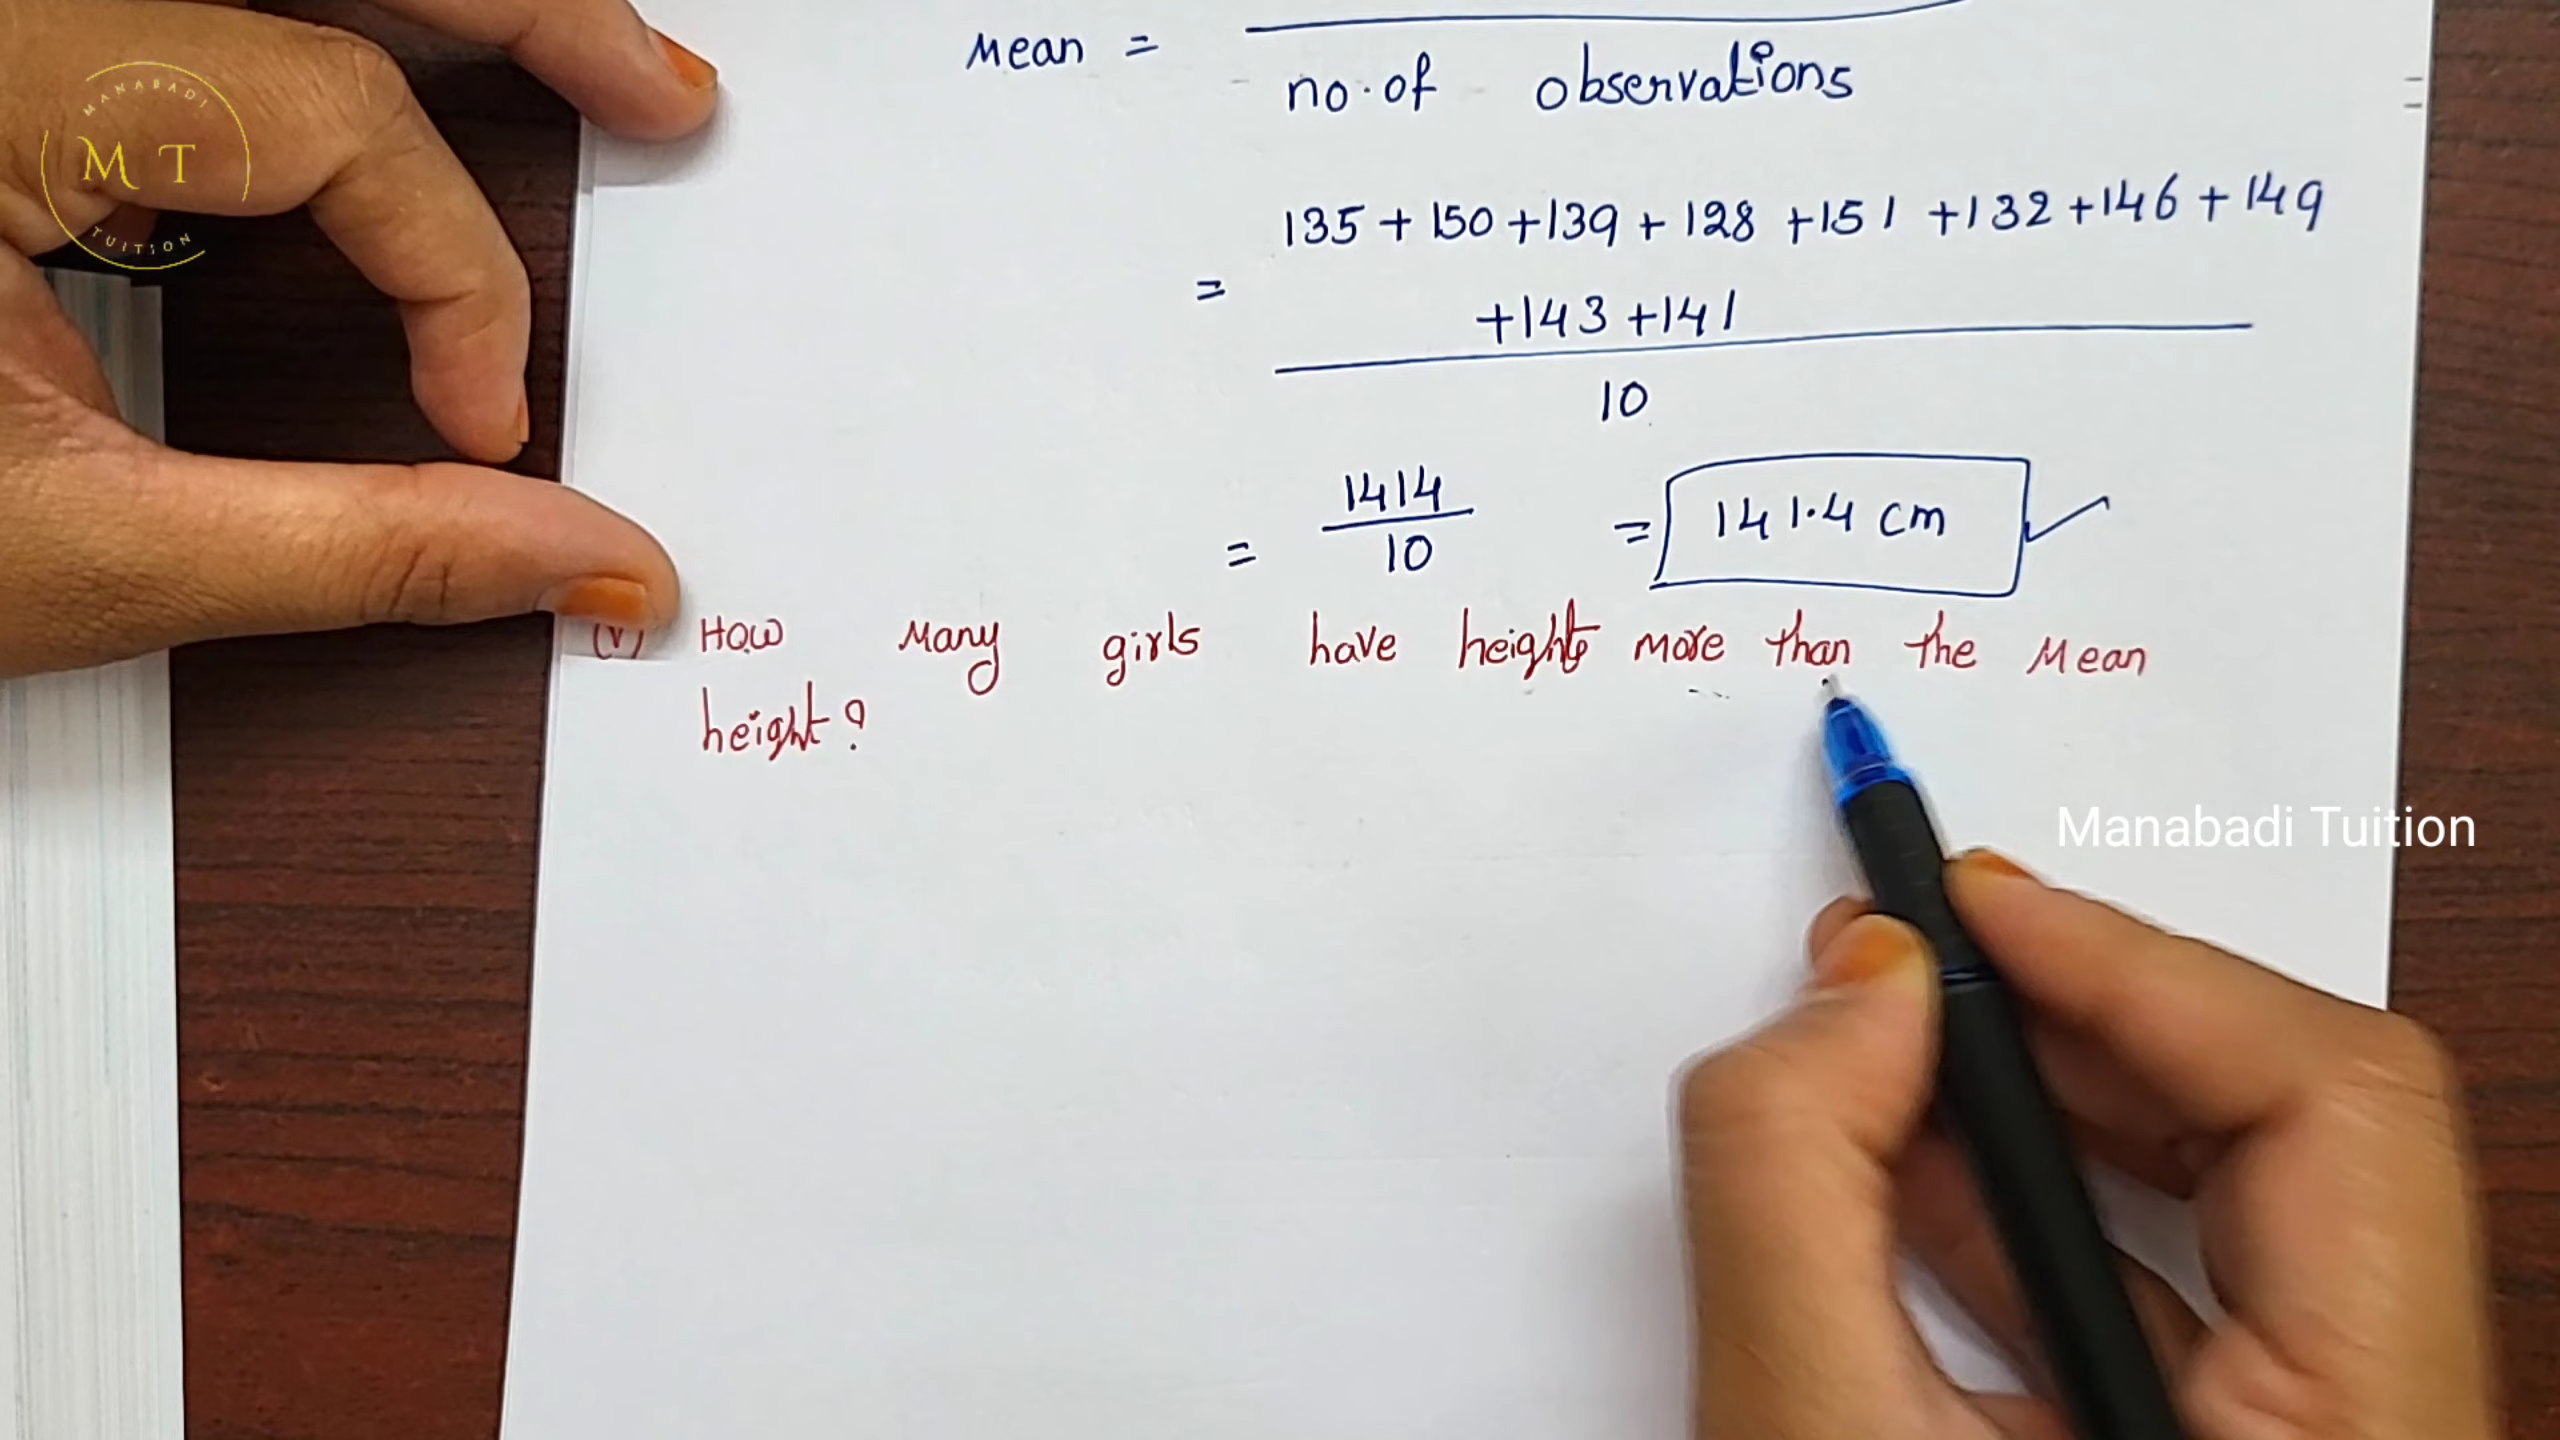 MANABADI
M T
TUITION
Mean =
no. of observations
135 + 150 +139 + 128 +151 +132 +146 + 149
=
+143 +141
10
= 1414 = 141.4 cm
10
(v) How Many girls have heights more than the Mean
height?
Manabadi Tuition